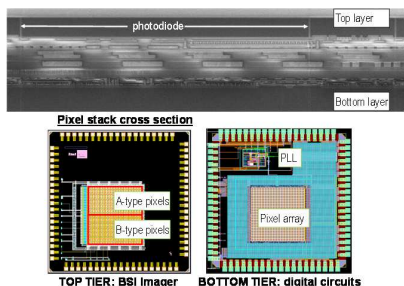 photodiode
Top layer
Bottom layer
Pixel stack cross section
PLL
A-type pixels
Pixel array
B-type pixels
TOP TIER: BSI Imager
BOTTOM TIER: digital circuits